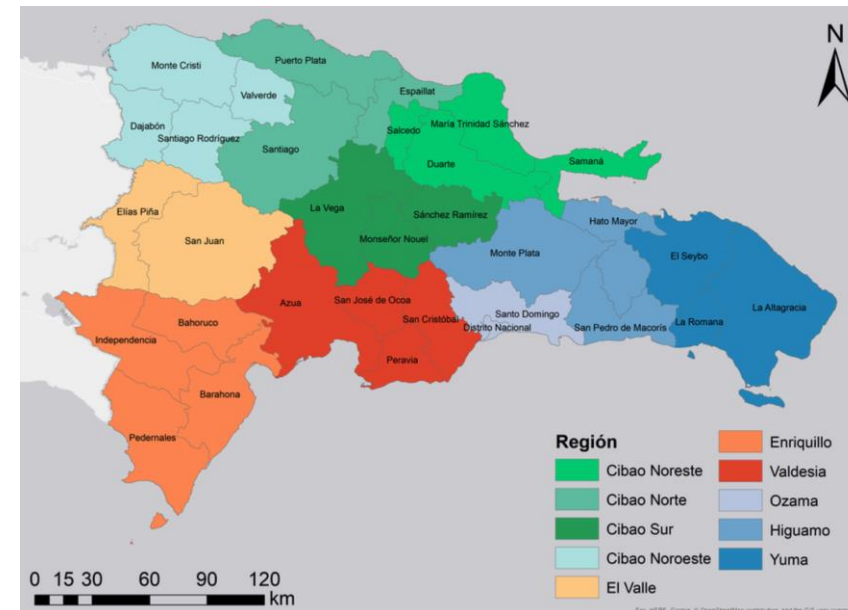 N
Monte Cristi
Puerto Plata
Valverde
Espaillat
Dajabón
Santiago Rodríguez
Santiago
Salcedo
María Trinidad Sánchez
Duarte
Samaná
Elías Piña
San Juan
La Vega
Sánchez Ramírez
Monseñor Nouel
Hato Mayor
Monte Plata
El Seybo
Azua
San José de Ocoa
La Altagracia
Bahoruco
San Cristóbal
Santo Domingo
Distrito Nacional
San Pedro de Macorís
La Romana
Independencia
Peravia
Barahona
Pedernales
Región
Cibao Noreste
Cibao Norte
Cibao Sur
Cibao Noroeste
El Valle
Enriquillo
Valdesia
Ozama
Higuamo
Yuma
0 15 30 60 90 120
km